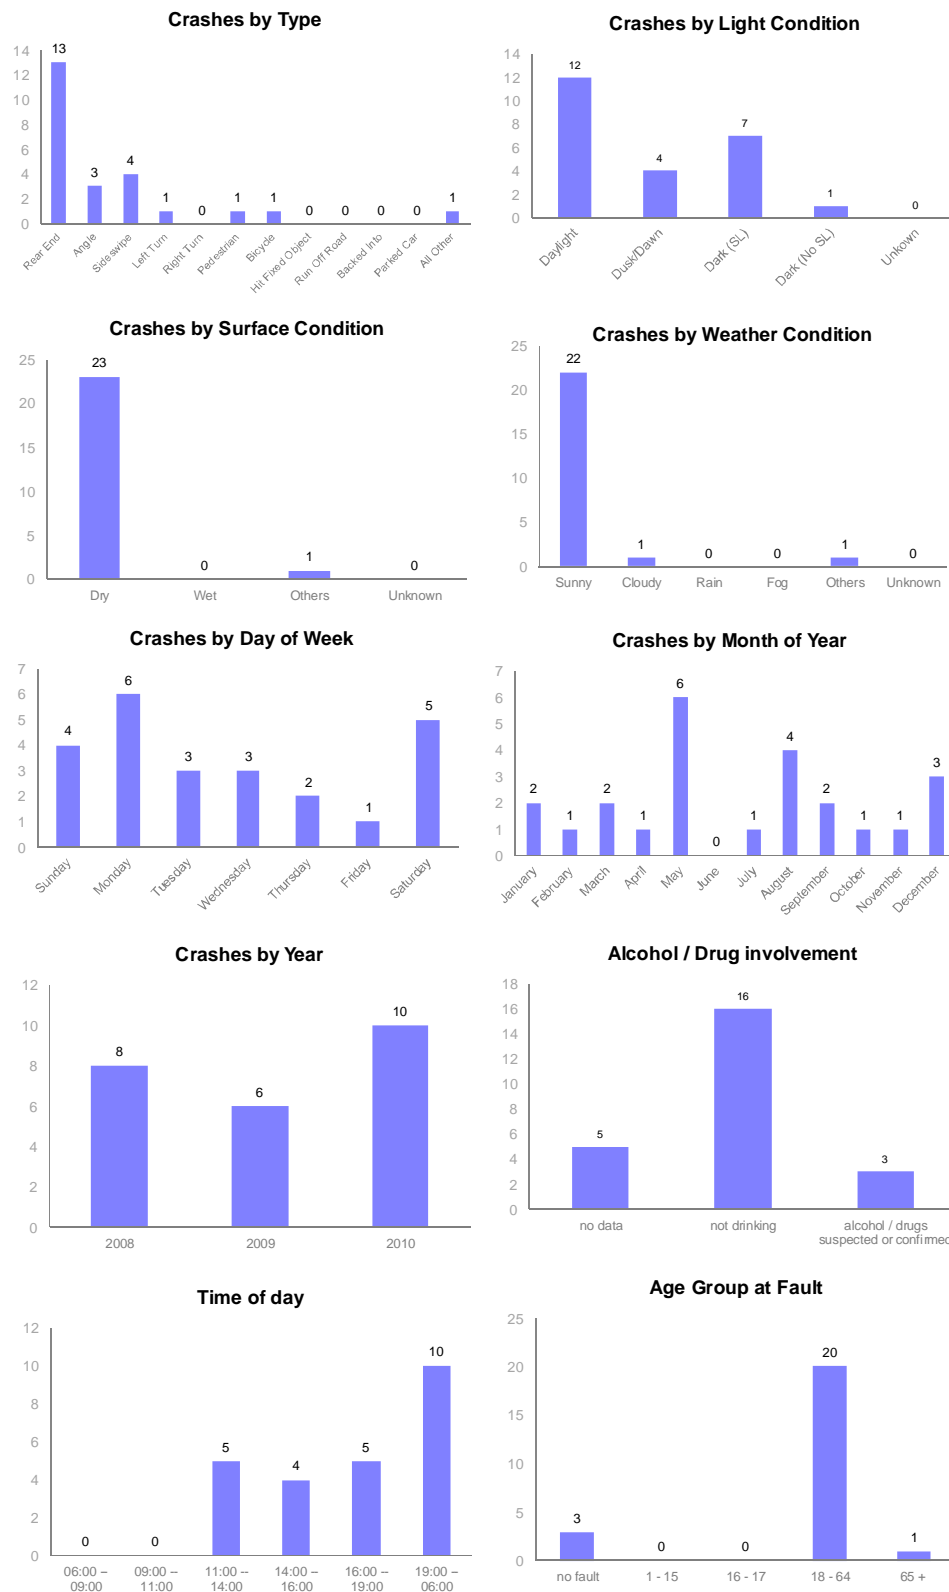 Crashes by Type
14
12
10
8
6
4
2
0
13
3
4
1
0
1
1
0
0
0
0
1
Rear End
Angle
Sideswipe
Left Turn
Right Turn
Pedestrian
Bicycle
Hit Fixed Object
Run Off Road
Backed Into
Parked Car
All Other
Crashes by Light Condition
14
12
10
8
6
4
2
0
12
4
7
1
0
Daylight
Dusk/Dawn
Dark (SL)
Dark (No SL)
Unkown
Crashes by Surface Condition
25
20
15
10
5
0
23
0
1
0
Dry
Wet
Others
Unknown
Crashes by Weather Condition
25
20
15
10
5
0
22
1
0
0
1
0
Sunny
Cloudy
Rain
Fog
Others
Unknown
Crashes by Day of Week
7
6
5
4
3
2
1
0
4
6
3
3
2
1
5
Sunday
Monday
Tuesday
Wednesday
Thursday
Friday
Saturday
Crashes by Month of Year
7
6
5
4
3
2
1
0
2
1
2
1
6
0
1
4
2
1
1
3
January
February
March
April
May
June
July
August
September
October
November
December
Crashes by Year
12
10
8
6
4
2
0
8
6
10
2008
2009
2010
Alcohol / Drug involvement
18
16
14
12
10
8
6
4
2
0
5
16
3
no data
not drinking
alcohol / drugs
suspected or confirmed
Time of day
12
10
8
6
4
2
0
0
0
5
4
5
10
06:00 –
09:00
09:00 –
11:00
11:00 –
14:00
14:00 –
16:00
16:00 –
19:00
19:00 –
06:00
Age Group at Fault
25
20
15
10
5
0
3
0
0
20
1
no fault
1 - 15
16 - 17
18 - 64
65 +